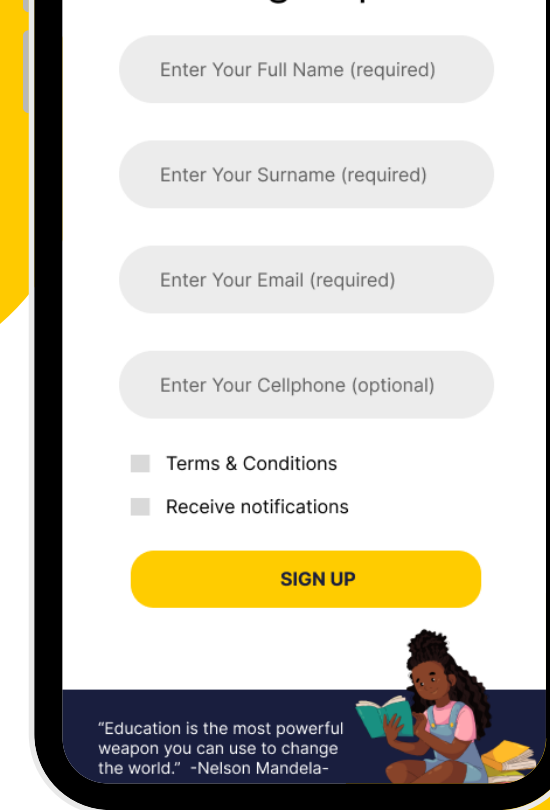 Enter Your Full Name (required)
Enter Your Surname (required)
Enter Your Email (required)
Enter Your Cellphone (optional)
Terms & Conditions
Receive notifications
SIGN UP
“Education is the most powerful
weapon you can use to change
the world.”  -Nelson Mandela-